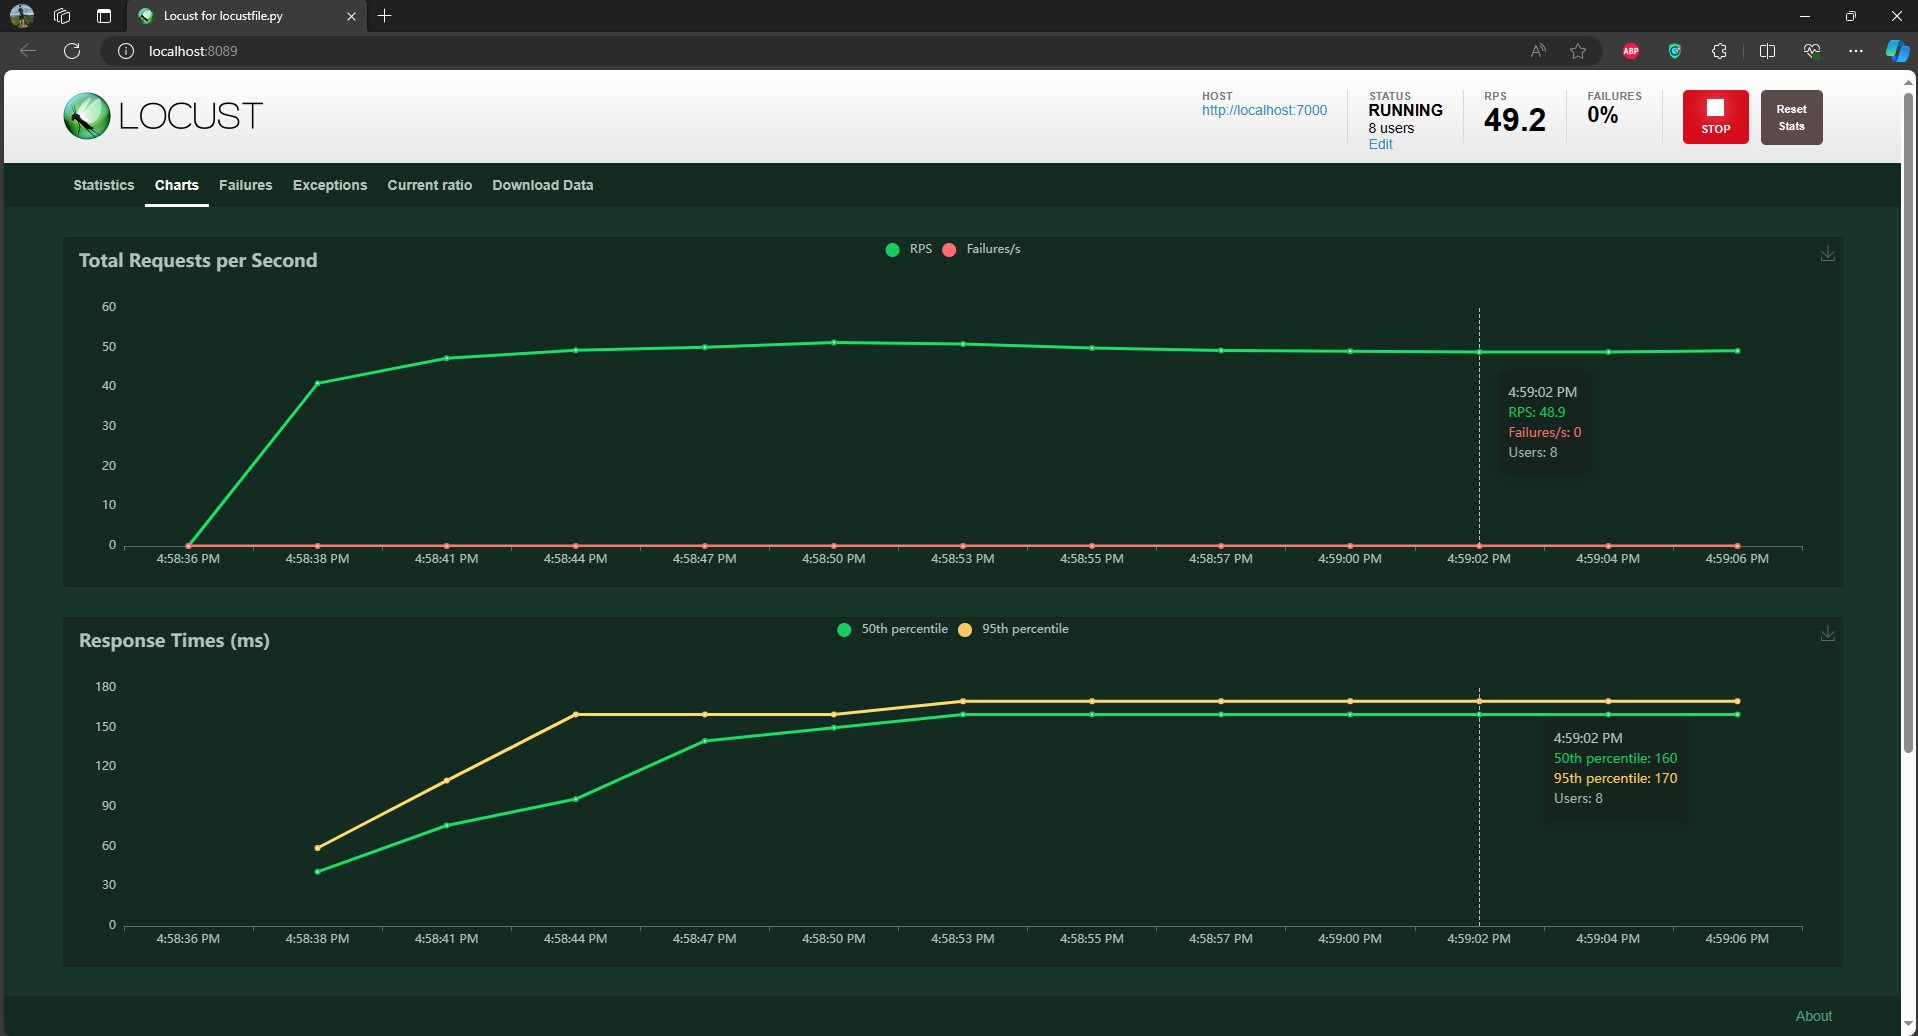 Locust for locustfile.py
localhost:8089
ABP
LOCUST
HOST
http://localhost:7000
STATUS
RUNNING
8 users
Edit
RPS
49.2
FAILURES
0%
STOP
Reset
Stats
Statistics Charts Failures Exceptions Current ratio Download Data
Total Requests per Second
RPS Failures/s
60
50
40
30
20
10
0
4:59:02 PM
RPS: 48.9
Failures/s: 0
Users: 8
4:58:36 PM 4:58:38 PM 4:58:41 PM 4:58:44 PM 4:58:47 PM 4:58:50 PM 4:58:53 PM 4:58:55 PM 4:58:57 PM 4:59:00 PM 4:59:02 PM 4:59:04 PM 4:59:06 PM
Response Times (ms)
50th percentile 95th percentile
180
150
120
90
60
30
0
4:59:02 PM
50th percentile: 160
95th percentile: 170
Users: 8
4:58:36 PM 4:58:38 PM 4:58:41 PM 4:58:44 PM 4:58:47 PM 4:58:50 PM 4:58:53 PM 4:58:55 PM 4:58:57 PM 4:59:00 PM 4:59:02 PM 4:59:04 PM 4:59:06 PM
About